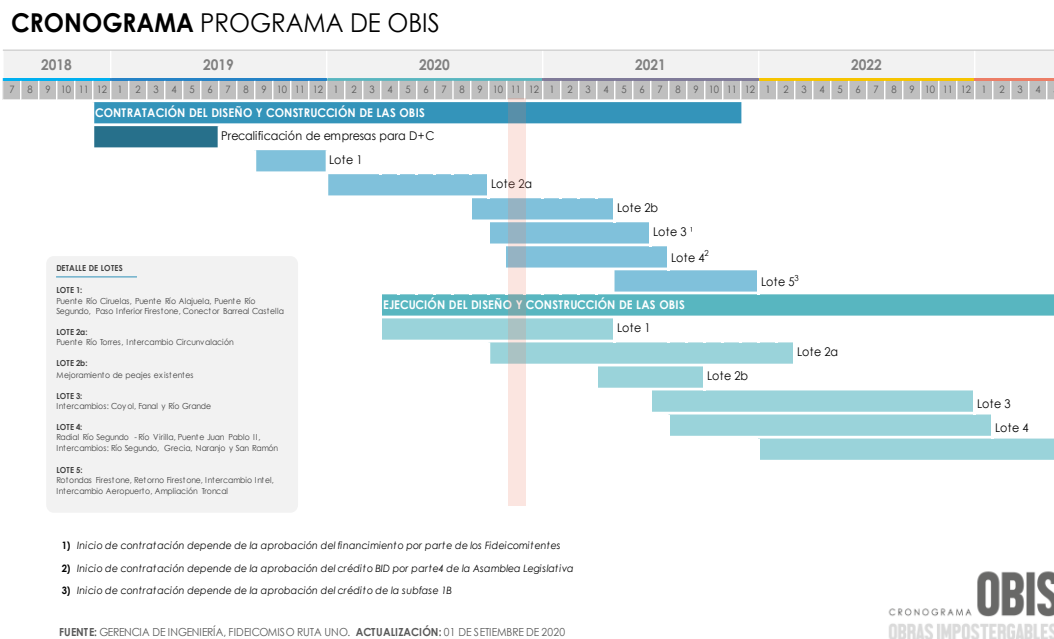 CRONOGRAMA PROGRAMA DE OBIS
2018 2019 2020 2021 2022
7 8 9 10 11 12 1 2 3 4 5 6 7 8 9 10 11 12 1 2 3 4 5 6 7 8 9 10 11 12 1 2 3 4 5 6 7 8 9 10 11 12 1 2 3 4 5 6 7 8 9 10 11 12 1 2 3 4
CONTRATACIÓN DEL DISEÑO Y CONSTRUCCIÓN DE LAS OBIS
Precalificación de empresas para D+C
Lote 1
Lote 2a
Lote 2b
Lote 3 ¹
Lote 4²
Lote 5³
EJECUCIÓN DEL DISEÑO Y CONSTRUCCIÓN DE LAS OBIS
Lote 1
Lote 2a
Lote 2b
Lote 3
Lote 4
DETALLE DE LOTES
LOTE 1:
Puente Río Ciruelas, Puente Río Alajuela, Puente Río
Segundo, Paso Inferior Firestone, Conector Barreal Castella
LOTE 2a:
Puente Río Torres, Intercambio Circunvalación
LOTE 2b:
Mejoramiento de peajes existentes
LOTE 3:
Intercambios: Coyol, Fanal y Río Grande
LOTE 4:
Radial Río Segundo - Río Virilla, Puente Juan Pablo II,
Intercambios: Río Segundo, Grecia, Naranjo y San Ramón
LOTE 5:
Rotondas Firestone, Retorno Firestone, Intercambio Intel,
Intercambio Aeropuerto, Ampliación Troncal
1) Inicio de contratación depende de la aprobación del financimiento por parte de los Fideicomitentes
2) Inicio de contratación depende de la aprobación del crédito BID por parte4 de la Asamblea Legislativa
3) Inicio de contratación depende de la aprobación del crédito de la subfase 1B
FUENTE: GERENCIA DE INGENIERÍA, FIDEICOMISO RUTA UNO. ACTUALIZACIÓN: 01 DE SETIEMBRE DE 2020
CRONOGRAMA OBIS
OBRAS IMPOSTERGABLES